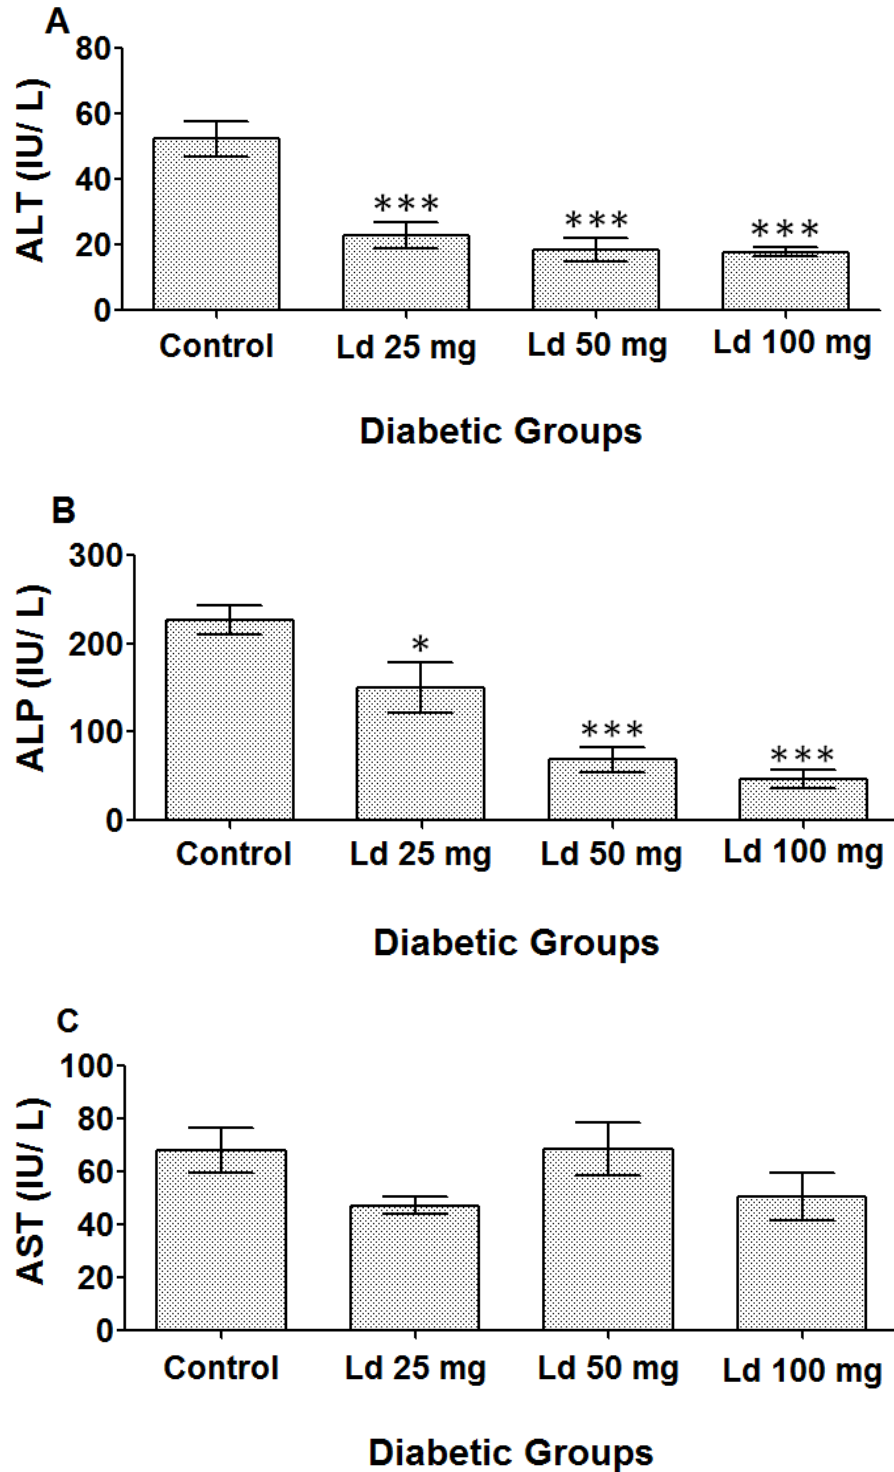 A
ALT (IU/ L)
80
60
40
20
0
***
***
***
Control
Ld 25 mg
Ld 50 mg
Ld 100 mg
Diabetic Groups
B
ALP (IU/ L)
300
200
100
0
*
***
***
Control
Ld 25 mg
Ld 50 mg
Ld 100 mg
Diabetic Groups
C
AST (IU/ L)
100
80
60
40
20
0
Control
Ld 25 mg
Ld 50 mg
Ld 100 mg
Diabetic Groups